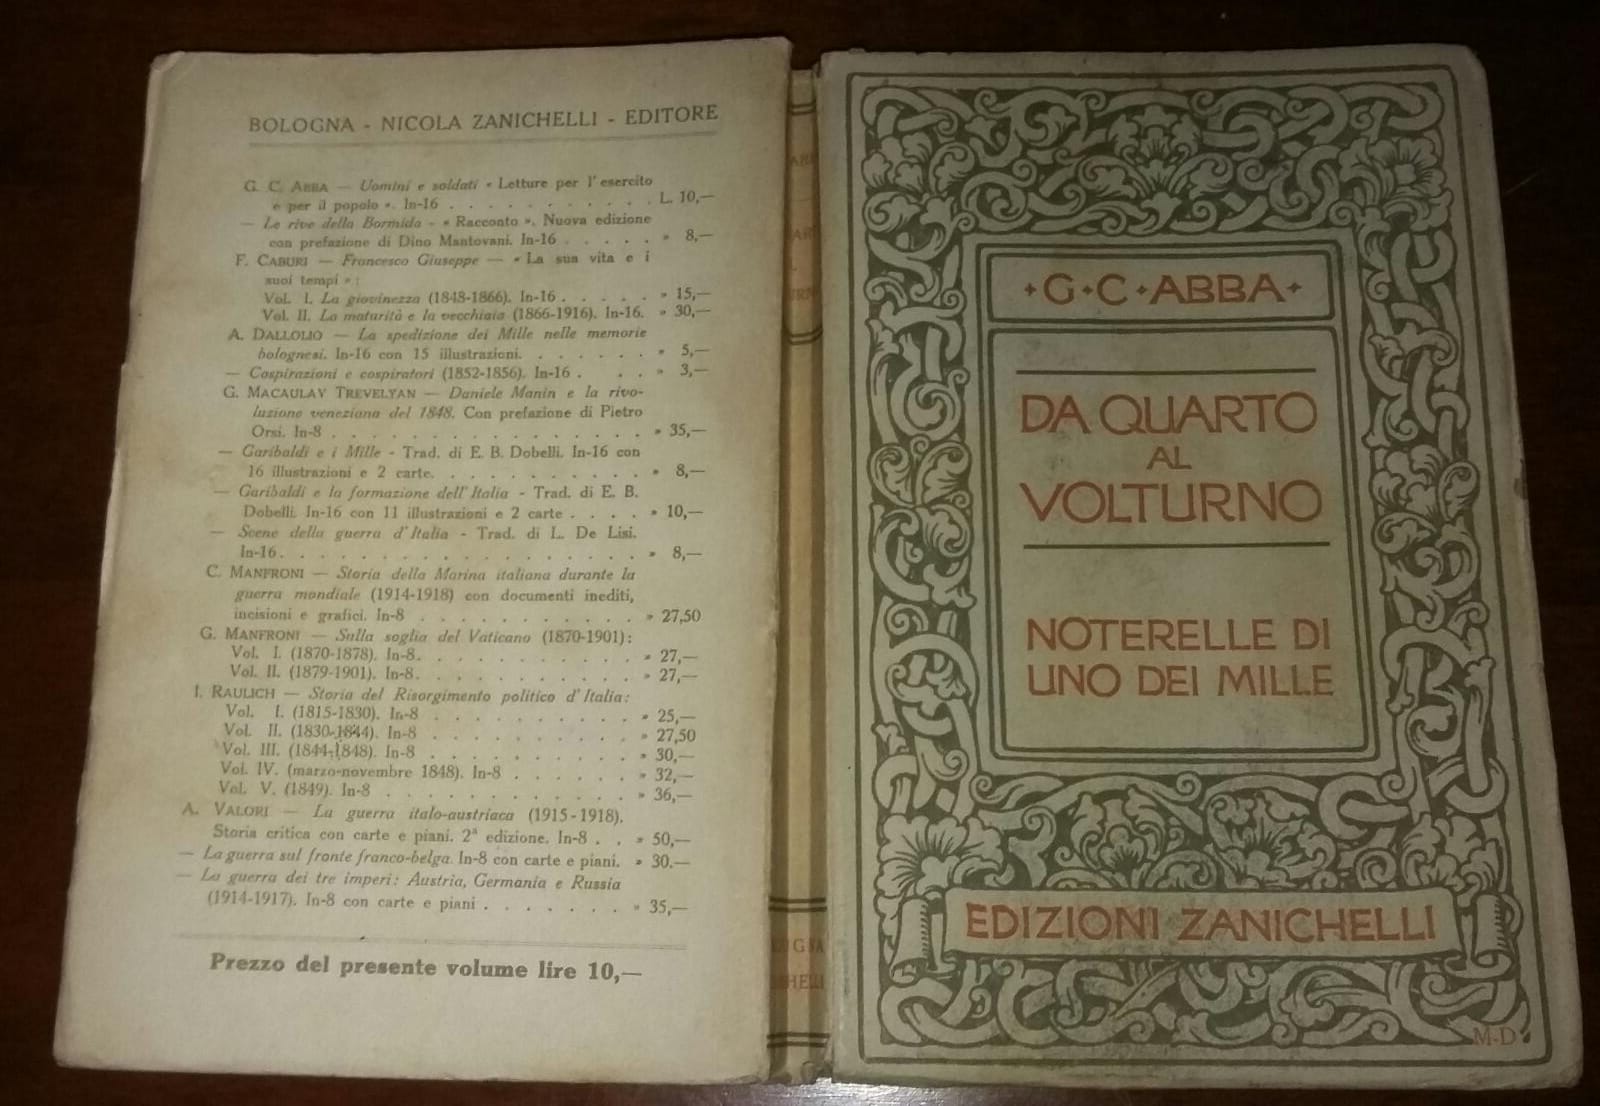 BOLOGNA - NICOLA ZANICHELLI - EDITORE
G. C. ABBA — Uomini e soldati « Letture per l'esercito
e per il popolo ». In-16 . . . . . . . . . . . L. 10,—
— Le rive della Bormida - « Racconto ». Nuova edizione
con prefazione di Dino Mantovani. In-16 . . . . . » 8,—
F. CABURI — Francesco Giuseppe — « La sua vita e i
suoi tempi » :
Vol. I. La giovinezza (1848-1866). In-16 . . . . . » 15,—
Vol. II. La maturità e la vecchiaia (1866-1916). In-16. » 30,—
A. DALLOLIO — La spedizione dei Mille nelle memorie
bolognesi. In-16 con 15 illustrazioni. . . . . . . . » 5,—
— Cospirazioni e cospiratori (1852-1856). In-16 . . . » 3,—
G. MACAULAY TREVELYAN — Daniele Manin e la rivo-
luzione veneziana del 1848. Con prefazione di Pietro
Orsi. In-8 . . . . . . . . . . . . . . . . » 35,—
— Garibaldi e i Mille - Trad. di E. B. Dobelli. In-16 con
16 illustrazioni e 2 carte. . . . . . . . . . . . » 8,—
— Garibaldi e la formazione dell'Italia - Trad. di E. B.
Dobelli. In-16 con 11 illustrazioni e 2 carte . . . . » 10,—
— Scene della guerra d'Italia - Trad. di L. De Lisi.
In-16. . . . . . . . . . . . . . . . . . . » 8,—
C. MANFRONI — Storia della Marina italiana durante la
guerra mondiale (1914-1918) con documenti inediti,
incisioni e grafici. In-8 . . . . . . . . . . . » 27,50
G. MANFRONI — Sulla soglia del Vaticano (1870-1901) :
Vol. I. (1870-1878). In-8. . . . . . . . . . . . » 27,—
Vol. II. (1879-1901). In-8. . . . . . . . . . . . » 27,—
I. RAULICH — Storia del Risorgimento politico d'Italia :
Vol. I. (1815-1830). In-8 . . . . . . . . . . . » 25,—
Vol. II. (1830-1844). In-8 . . . . . . . . . . . » 27,50
Vol. III. (1844-1848). In-8 . . . . . . . . . . . » 30,—
Vol. IV. (marzo-novembre 1848). In-8 . . . . . . » 32,—
Vol. V. (1849). In-8 . . . . . . . . . . . . . » 36,—
A. VALORI — La guerra italo-austriaca (1915-1918).
Storia critica con carte e piani. 2ª edizione. In-8 . . » 50,—
— La guerra sul fronte franco-belga. In-8 con carte e piani. » 30.—
— La guerra dei tre imperi : Austria, Germania e Russia
(1914-1917). In-8 con carte e piani . . . . . . . . » 35,—
Prezzo del presente volume lire 10,—
G·C·ABBA
DA QUARTO
AL
VOLTURNO
NOTERELLE DI
UNO DEI MILLE
EDIZIONI ZANICHELLI
M·D·